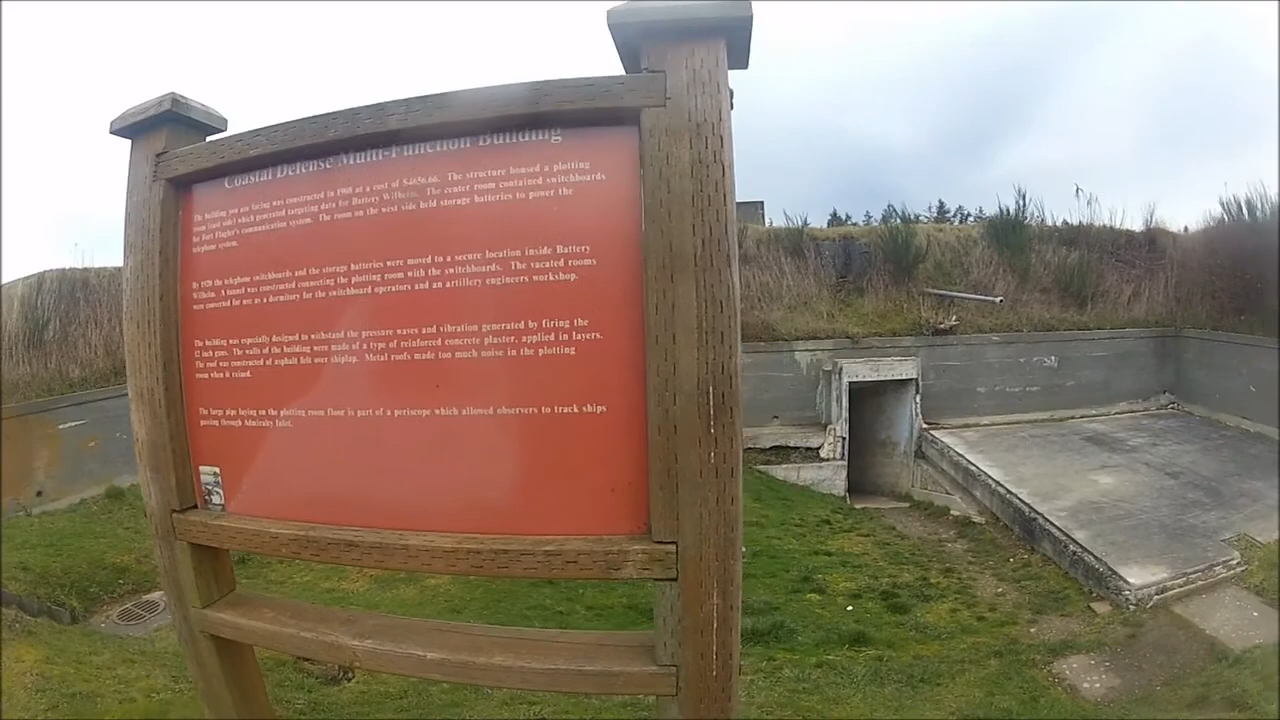 Coastal Defense Multi-Function Building
The building you are facing was constructed in 1908 at a cost of $4656.66. The structure housed a plotting
room (east side) which generated targeting data for Battery Wilhelm. The center room contained switchboards
for Fort Flagler's communication system. The room on the west side held storage batteries to power the
telephone system.
By 1920 the telephone switchboards and the storage batteries were moved to a secure location inside Battery
Wilhelm. A tunnel was constructed connecting the plotting room with the switchboards. The vacated rooms
were converted for use as a dormitory for the switchboard operators and an artillery engineers workshop.
The building was especially designed to withstand the pressure waves and vibration generated by firing the
12 inch guns. The walls of the building were made of a type of reinforced concrete plaster, applied in layers.
The roof was constructed of asphalt felt over shiplap. Metal roofs made too much noise in the plotting
room when it rained.
The large pipe laying on the plotting room floor is part of a periscope which allowed observers to track ships
passing through Admiralty Inlet.